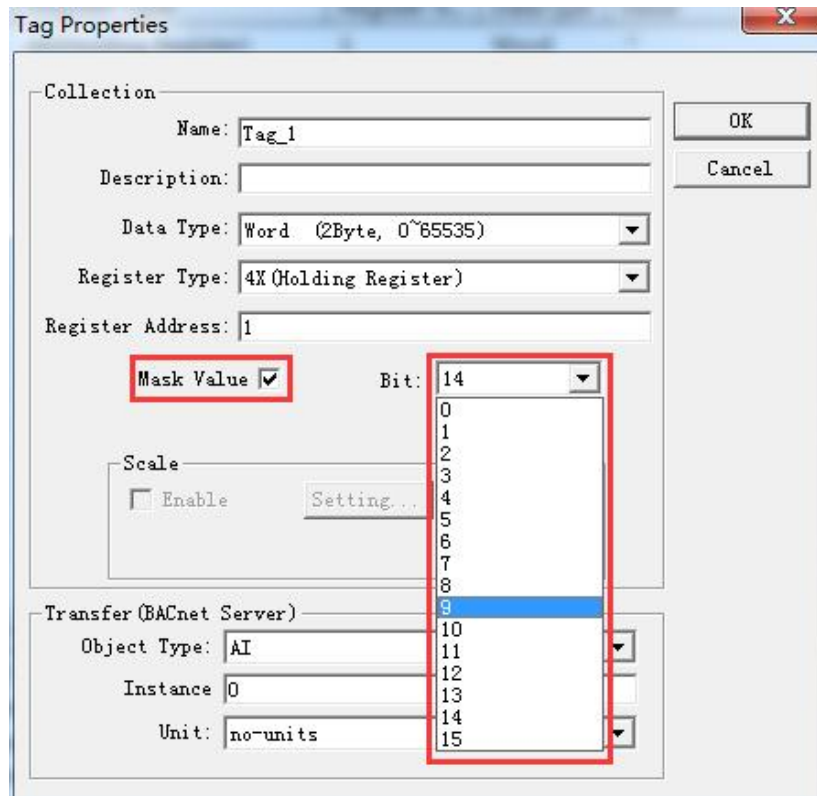 Tag Properties
Collection
Name: Tag_1
OK
Description:
Cancel
Data Type: Word (2Byte, 0~65535)
Register Type: 4X(Holding Register)
Register Address: 1
Mask Value
Bit: 14
0
1
2
3
4
5
6
7
8
9
10
11
12
13
14
15
Scale
Enable
Setting...
Transfer(BACnet Server)
Object Type: AI
Instance 0
Unit: no-units